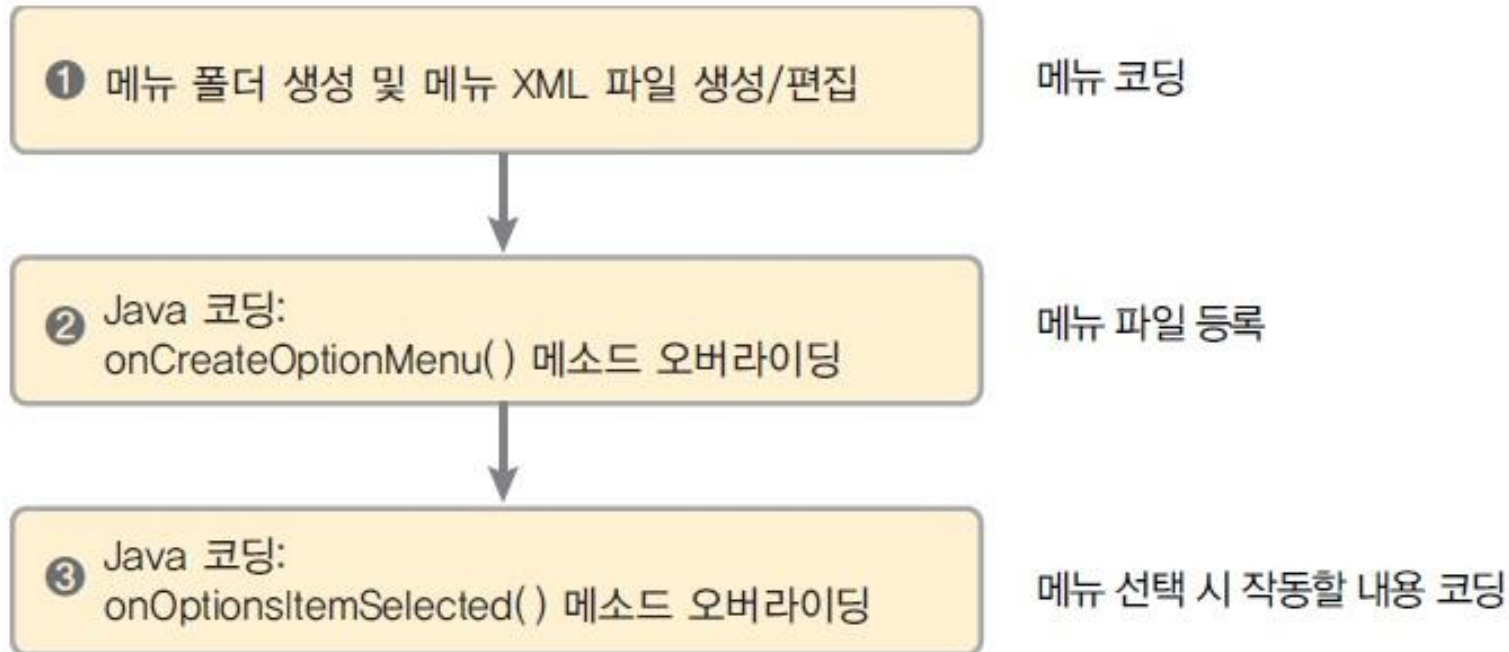 ❶ 메뉴 폴더 생성 및 메뉴 XML 파일 생성/편집
메뉴 코딩
❷ Java 코딩:
onCreateOptionMenu( ) 메소드 오버라이딩
메뉴 파일 등록
❸ Java 코딩:
onOptionsItemSelected( ) 메소드 오버라이딩
메뉴 선택 시 작동할 내용 코딩